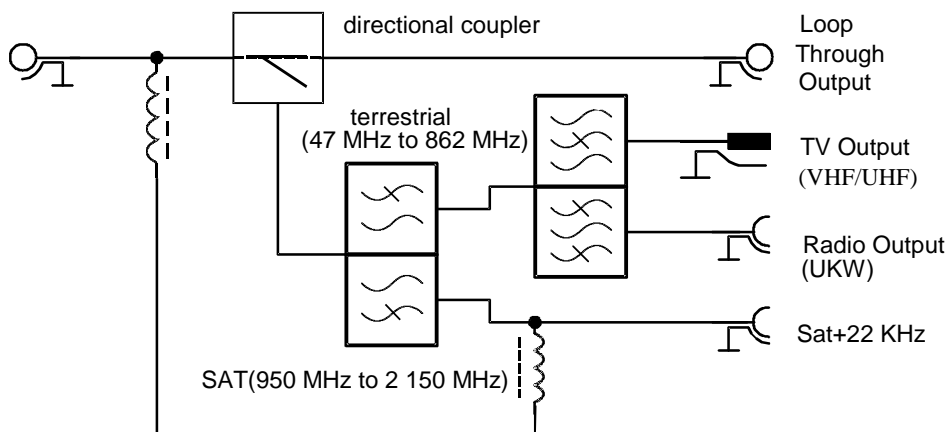 directional coupler
Loop
Through
Output
terrestrial
(47 MHz to 862 MHz)
TV Output
(VHF/UHF)
Radio Output
(UKW)
Sat+22 KHz
SAT(950 MHz to 2 150 MHz)